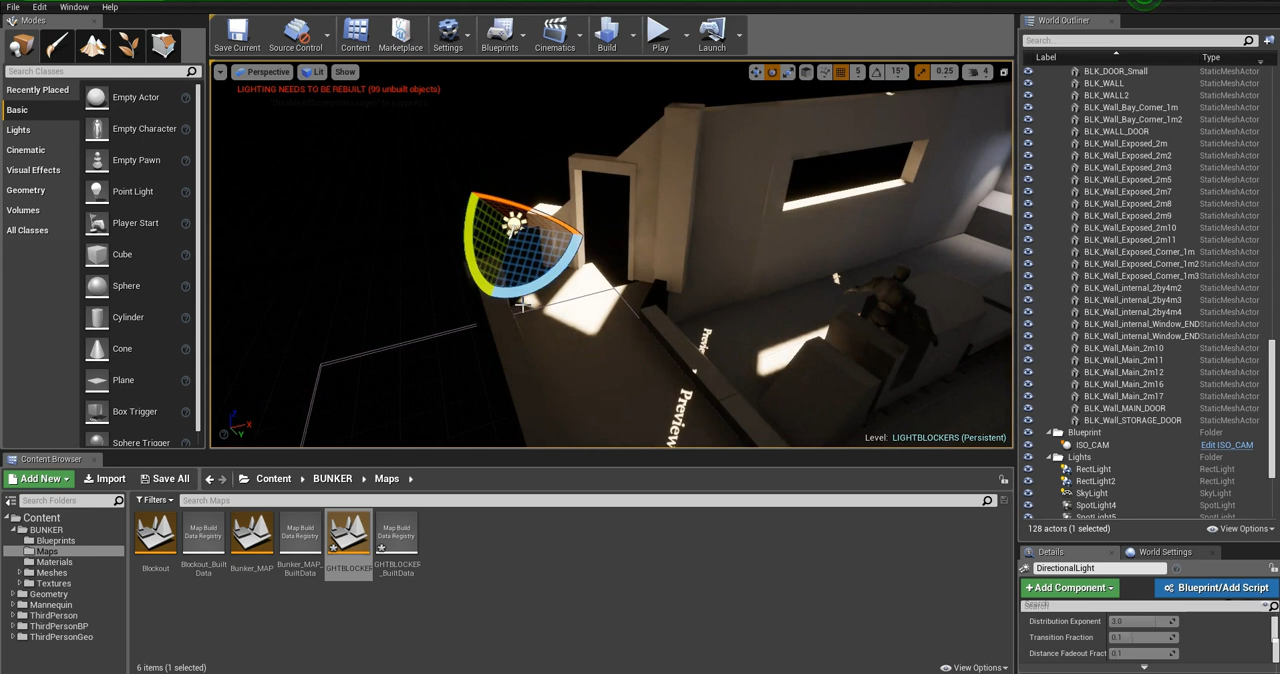 File Edit Window Help
Modes
Search Classes
Recently Placed
Basic
Lights
Cinematic
Visual Effects
Geometry
Volumes
All Classes
Empty Actor
Empty Character
Empty Pawn
Point Light
Player Start
Cube
Sphere
Cylinder
Cone
Plane
Box Trigger
Sphere Trigger
Save Current Source Control Content Marketplace Settings Blueprints Cinematics Build Play Launch
Perspective Lit Show
5 15° 0.25 4
LIGHTING NEEDS TO BE REBUILT (99 unbuilt objects)
Preview
Preview
X
Y
Z
Level: LIGHTBLOCKERS (Persistent)
World Outliner
Search...
Label Type
BLK_DOOR_Small StaticMeshActor
BLK_WALL StaticMeshActor
BLK_WALL2 StaticMeshActor
BLK_Wall_Bay_Corner_1m StaticMeshActor
BLK_Wall_Bay_Corner_1m2 StaticMeshActor
BLK_WALL_DOOR StaticMeshActor
BLK_Wall_Exposed_2m StaticMeshActor
BLK_Wall_Exposed_2m2 StaticMeshActor
BLK_Wall_Exposed_2m3 StaticMeshActor
BLK_Wall_Exposed_2m5 StaticMeshActor
BLK_Wall_Exposed_2m7 StaticMeshActor
BLK_Wall_Exposed_2m8 StaticMeshActor
BLK_Wall_Exposed_2m9 StaticMeshActor
BLK_Wall_Exposed_2m10 StaticMeshActor
BLK_Wall_Exposed_2m11 StaticMeshActor
BLK_Wall_Exposed_Corner_1m StaticMeshActor
BLK_Wall_Exposed_Corner_1m2 StaticMeshActor
BLK_Wall_Exposed_Corner_1m3 StaticMeshActor
BLK_Wall_internal_2by4m2 StaticMeshActor
BLK_Wall_internal_2by4m3 StaticMeshActor
BLK_Wall_internal_2by4m4 StaticMeshActor
BLK_Wall_internal_Window_END StaticMeshActor
BLK_Wall_internal_Window_END StaticMeshActor
BLK_Wall_Main_2m10 StaticMeshActor
BLK_Wall_Main_2m11 StaticMeshActor
BLK_Wall_Main_2m12 StaticMeshActor
BLK_Wall_Main_2m16 StaticMeshActor
BLK_Wall_Main_2m17 StaticMeshActor
BLK_Wall_MAIN_DOOR StaticMeshActor
BLK_Wall_STORAGE_DOOR StaticMeshActor
Blueprint Folder
ISO_CAM Edit ISO_CAM
Lights Folder
RectLight RectLight
RectLight2 RectLight
SkyLight SkyLight
SpotLight4 SpotLight
SpotLight5 SpotLight
128 actors (1 selected) View Options
Details World Settings
DirectionalLight
+Add Component Blueprint/Add Script
Search
Distribution Exponent 3.0
Transition Fraction 0.1
Distance Fadeout Fract 0.1
Content Browser
Add New Import Save All Content BUNKER Maps
Search Folders
Filters Search Maps
Content
BUNKER
Blueprints
Maps
Materials
Meshes
Textures
Geometry
Mannequin
ThirdPerson
ThirdPersonBP
ThirdPersonGeo
Map Build Data Registry
Map Build Data Registry
Map Build Data Registry
Blockout
Blockout_Built Data
Bunker_MAP
Bunker_MAP_ BuiltData
GHTBLOCKER
GHTBLOCKER _BuiltData
6 items (1 selected) View Options